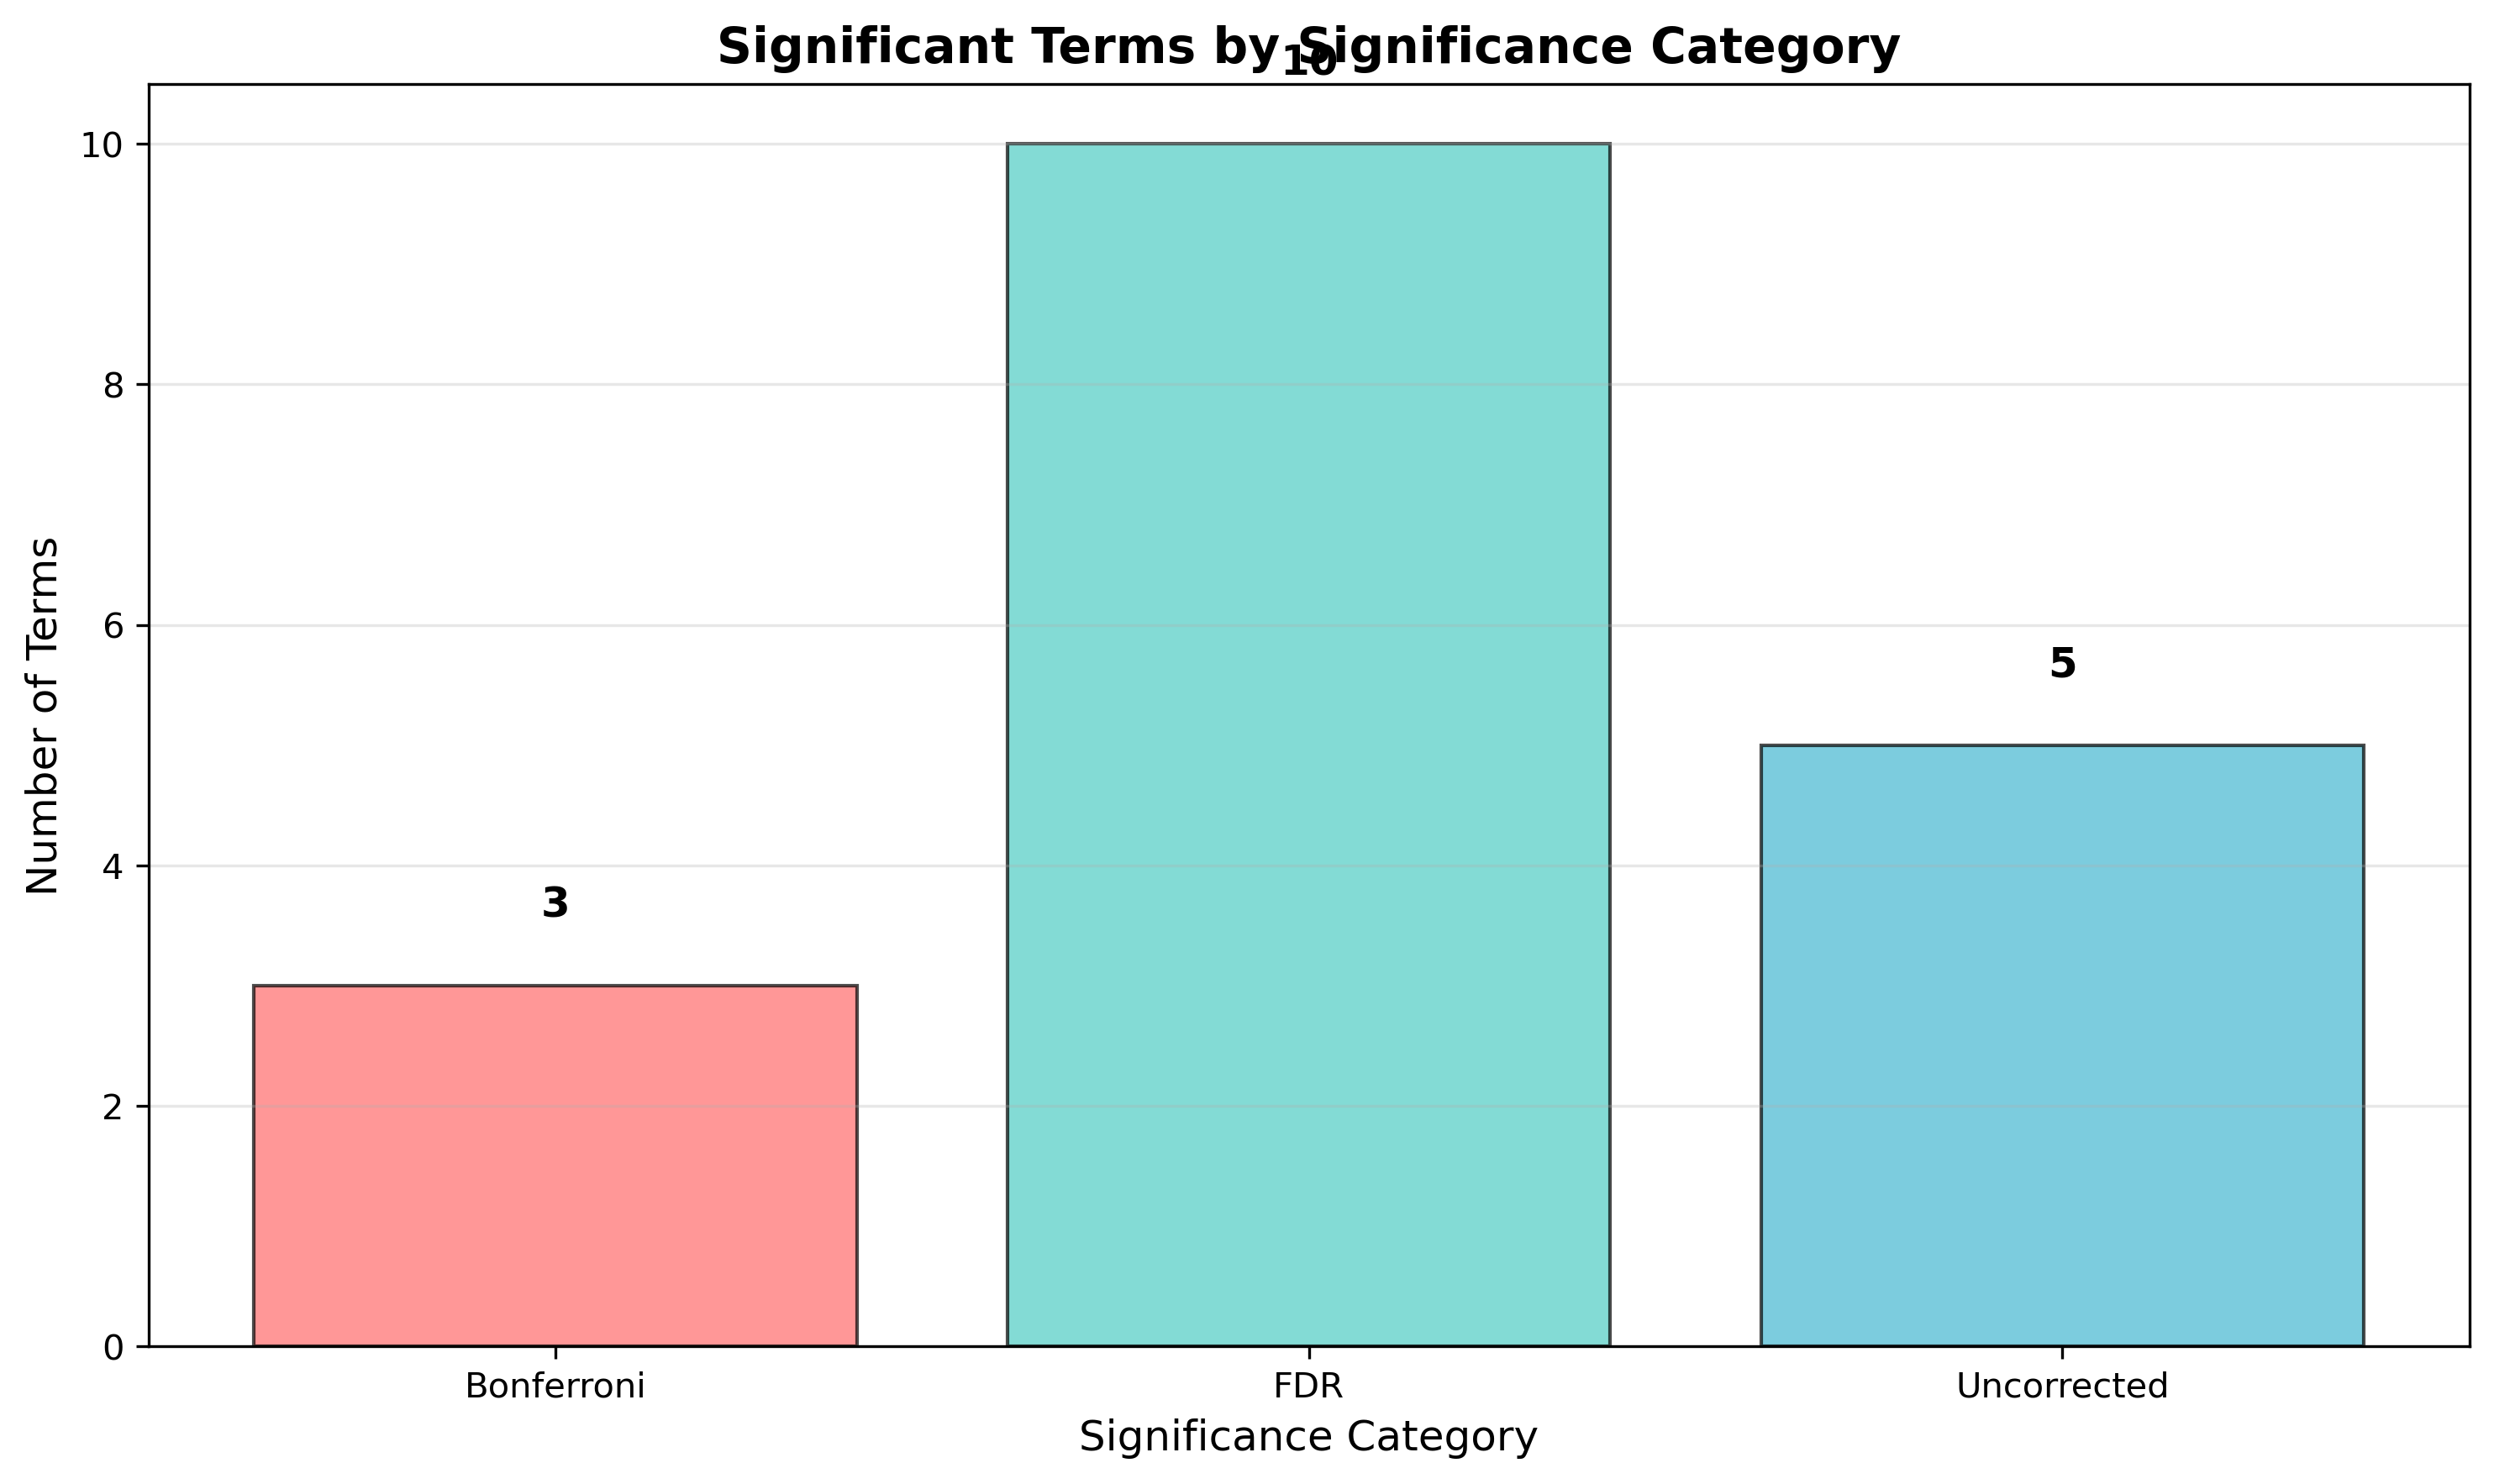 Significant Terms by Significance Category
10
10
8
6
4
2
0
Number of Terms
3
5
Bonferroni
FDR
Uncorrected
Significance Category